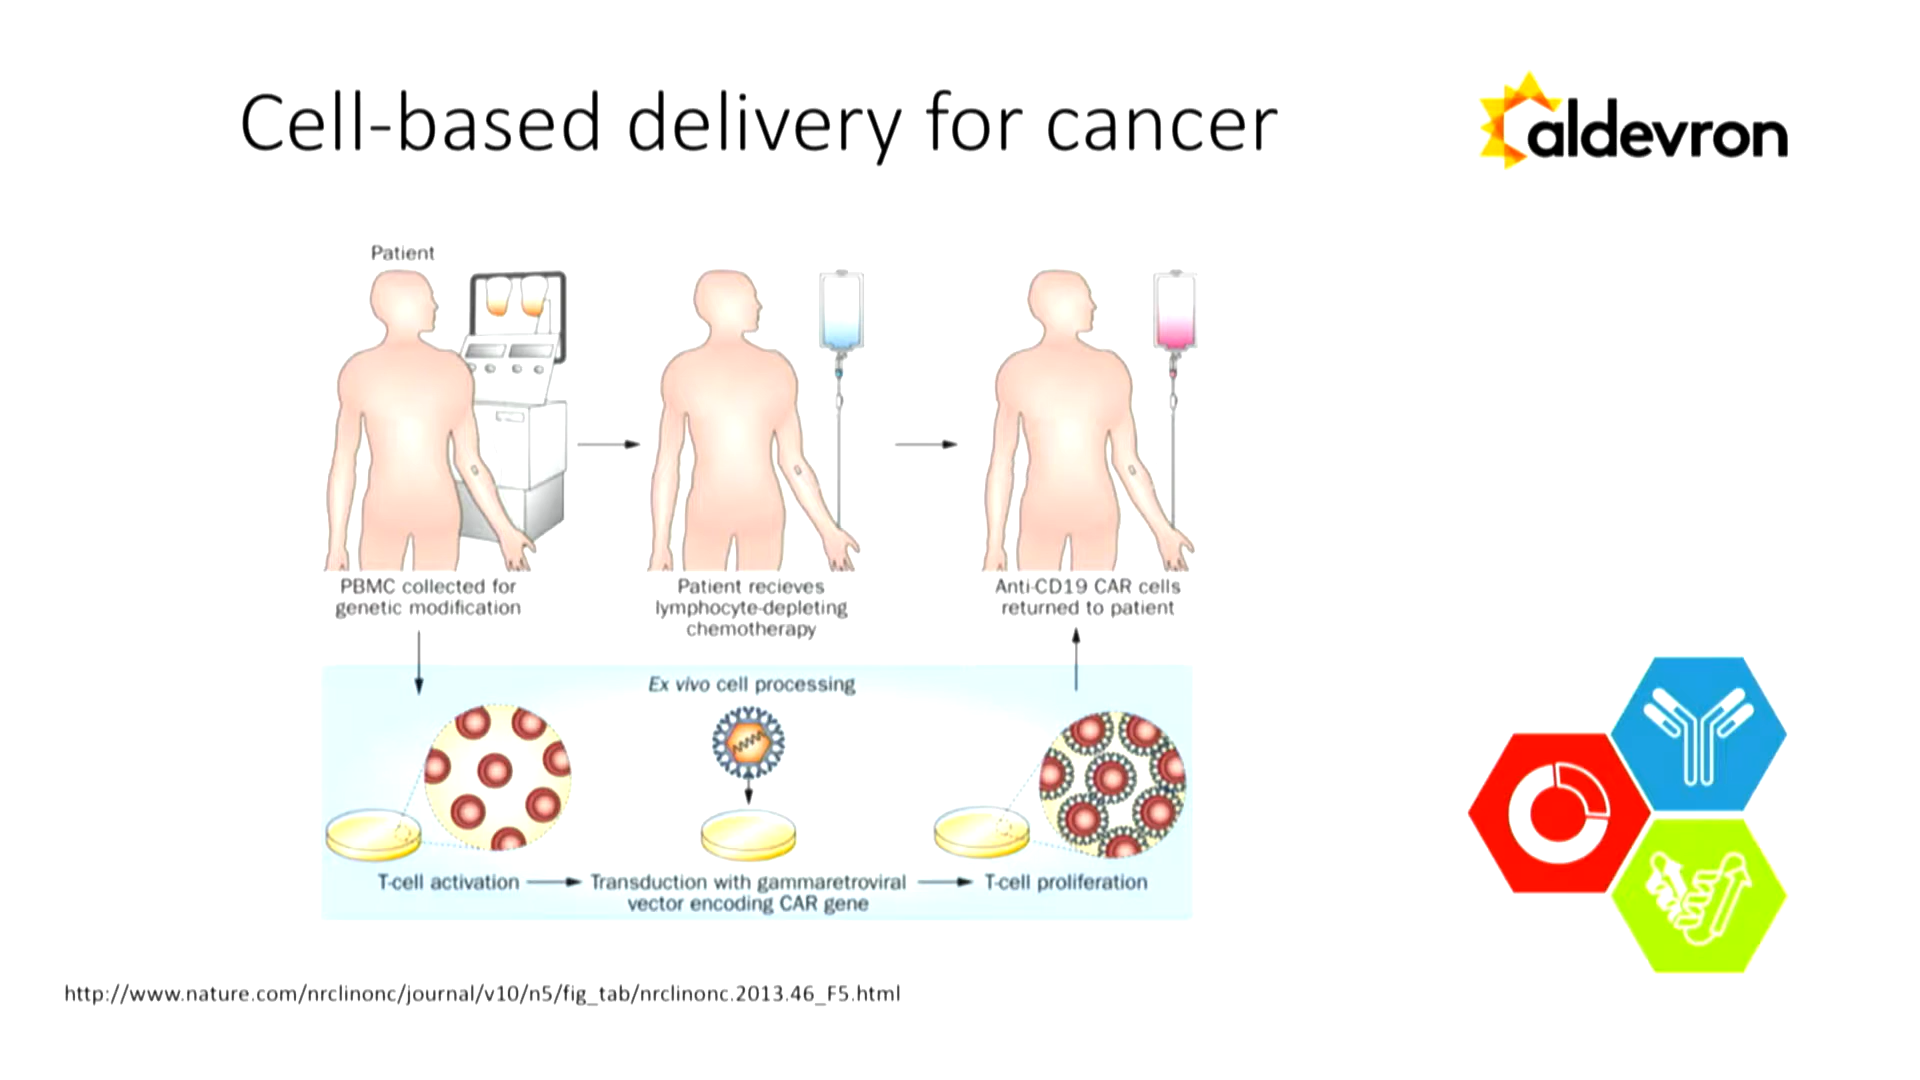 Cell-based delivery for cancer
aldevron
Patient
PBMC collected for
genetic modification
Patient recieves
lymphocyte-depleting
chemotherapy
Anti-CD19 CAR cells
returned to patient
Ex vivo cell processing
T-cell activation
Transduction with gammaretroviral
vector encoding CAR gene
T-cell proliferation
http://www.nature.com/nrclinonc/journal/v10/n5/fig_tab/nrclinonc.2013.46_F5.html